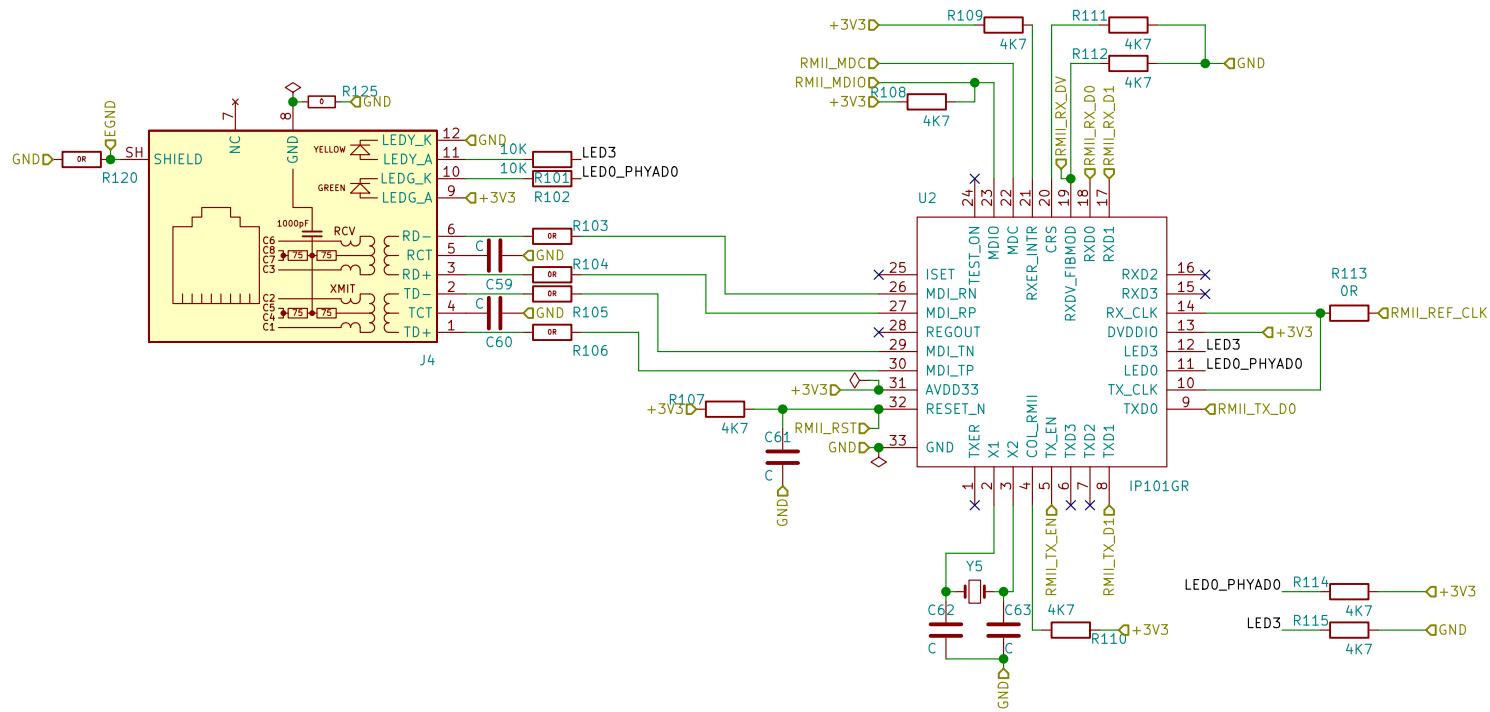 +3V3
R109
4K7
R111
4K7
RMII_MDC
R112
4K7
GND
RMII_MDIO
R108
+3V3
4K7
RMII_RX_DV
RMII_RX_D0
RMII_RX_D1
EGND
R125
0
GND
7
8
NC
GND
GND
0R
R120
SH
SHIELD
YELLOW
GREEN
LEDY_K
12
GND
LEDY_A
11
10K
LED3
LEDG_K
10
10K
R101
LED0_PHYAD0
LEDG_A
9
+3V3
R102
1000pF
RCV
C6
C8
C7
C3
75
75
XMIT
C2
C5
C4
C1
75
75
RD-
6
0R
R103
RCT
5
C
GND
RD+
3
C59
0R
R104
TD-
2
0R
R105
TCT
4
C
GND
TD+
1
C60
0R
R106
J4
U2
24
23
22
21
20
19
18
17
TEST_ON
MDIO
MDC
RXER_INTR
CRS
RXDV_FIBMOD
RXD0
RXD1
25
ISET
26
MDI_RN
27
MDI_RP
28
REGOUT
29
MDI_TN
30
MDI_TP
+3V3
31
AVDD33
32
RESET_N
33
GND
+3V3
R107
4K7
RMII_RST
GND
C61
C
GND
RXD2
16
RXD3
15
RX_CLK
14
DVDDIO
13
+3V3
LED3
12
LED3
LED0
11
LED0_PHYAD0
TX_CLK
10
TXD0
9
RMII_TX_D0
R113
0R
RMII_REF_CLK
TXER
X1
X2
COL_RMII
TX_EN
TXD3
TXD2
TXD1
1
2
3
4
5
6
7
8
IP101GR
RMII_TX_EN
RMII_TX_D1
Y5
C62
C
C63
C
GND
4K7
R110
+3V3
LED0_PHYAD0
R114
4K7
+3V3
LED3
R115
4K7
GND